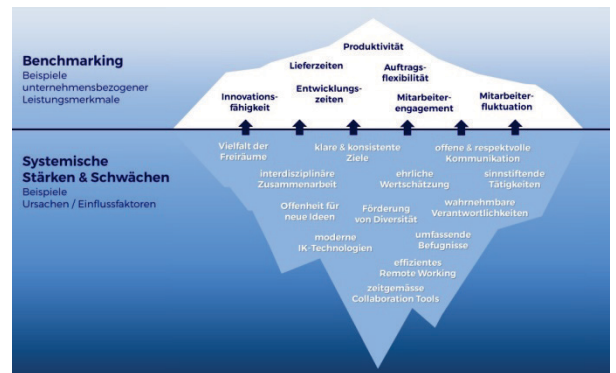 Benchmarking
Beispiele
unternehmensbezogener
Leistungsmerkmale
Produktivität
Lieferzeiten
Auftrags-
flexibilität
Innovations-
fähigkeit
Entwicklungs-
zeiten
Mitarbeiter-
engagement
Mitarbeiter-
fluktuation
Systemische
Stärken & Schwächen
Beispiele
Ursachen / Einflussfaktoren
Vielfalt der
Freiräume
klare & konsistente
Ziele
offene & respektvolle
Kommunikation
interdisziplinäre
Zusammenarbeit
ehrliche
Wertschätzung
sinnstiftende
Tätigkeiten
Offenheit für
neue Ideen
Förderung
von Diversität
wahrnehmbare
Verantwortlichkeiten
moderne
IK-Technologien
umfassende
Befugnisse
effizientes
Remote Working
zeitgemässe
Collaboration Tools